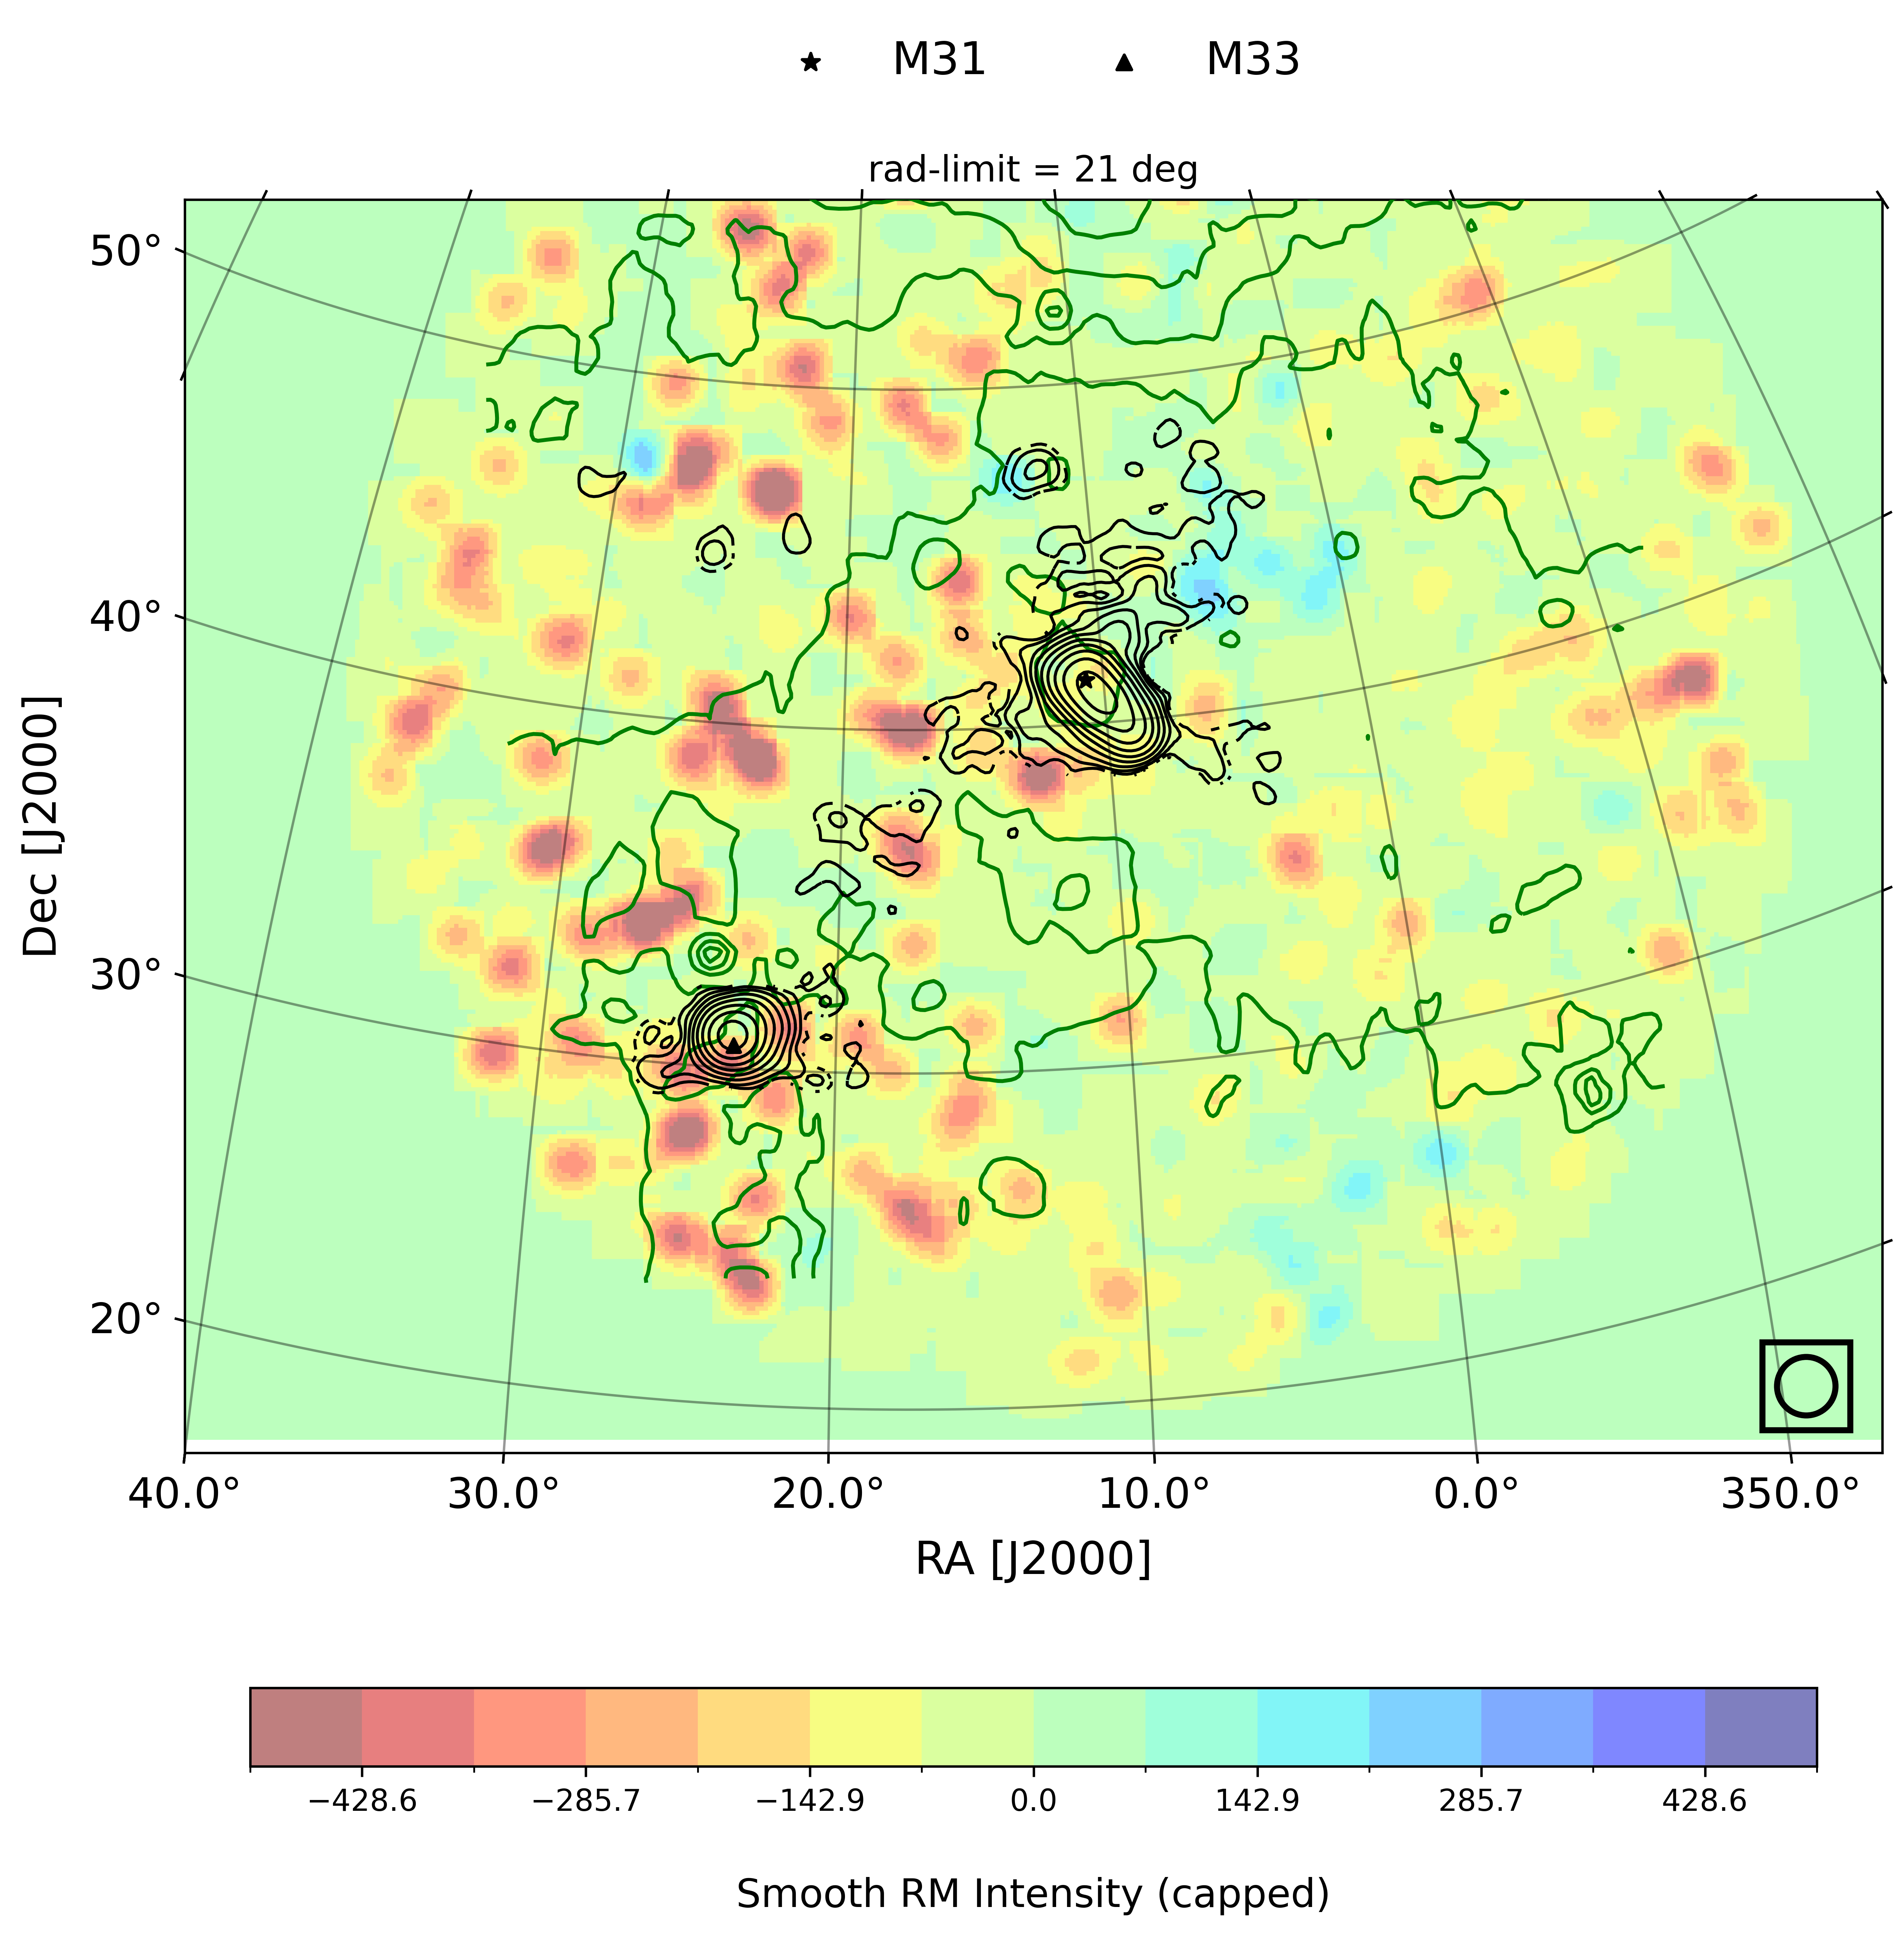 M31 M33
rad-limit = 21 deg
50°
40°
30°
20°
Dec [J2000]
40.0° 30.0° 20.0° 10.0° 0.0° 350.0°
RA [J2000]
−428.6 −285.7 −142.9 0.0 142.9 285.7 428.6
Smooth RM Intensity (capped)